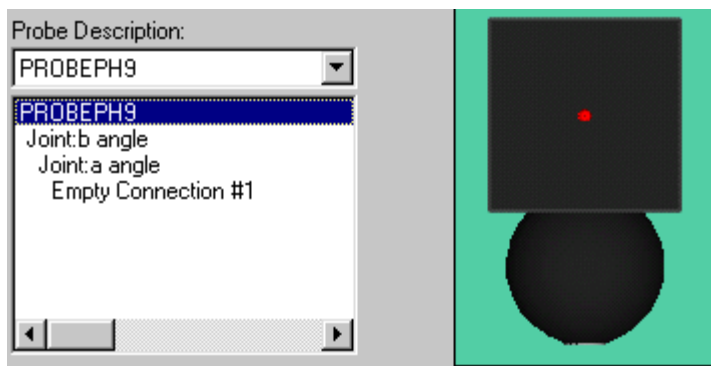 Probe Description:
PROBEPH9
PROBEPH9
Joint:b angle
Joint:a angle
Empty Connection #1